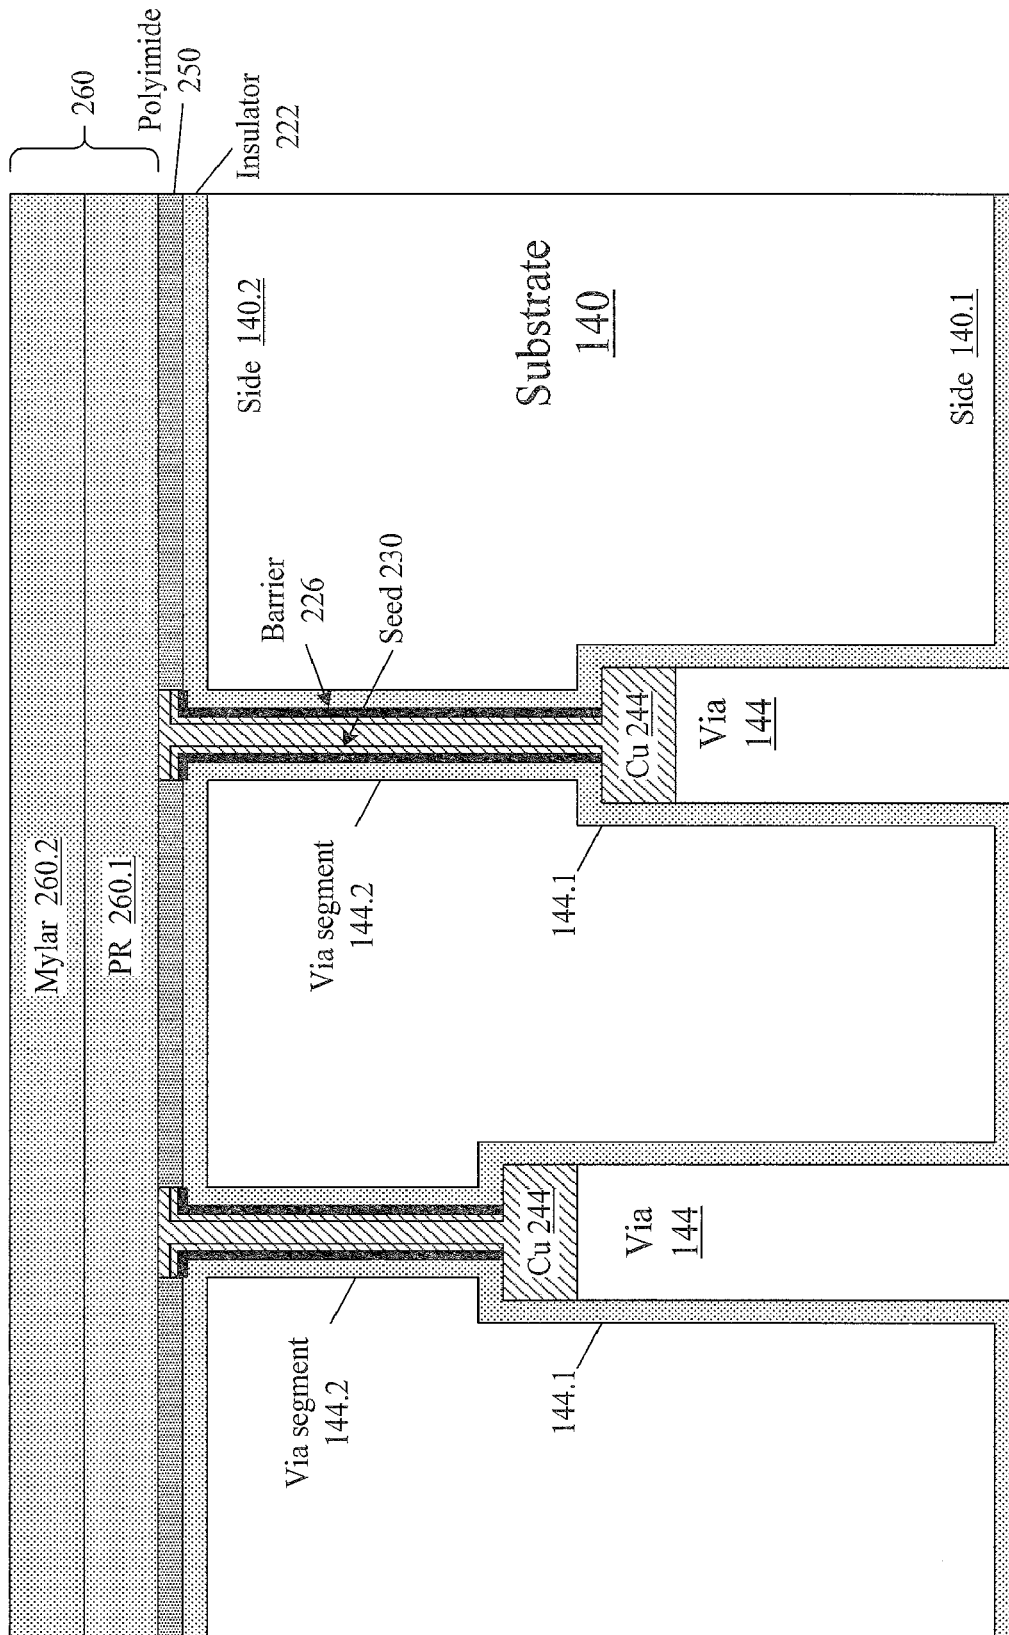 260
Polyimide
250
Insulator
222
Mylar 260.2
PR 260.1
Side 140.2
Substrate
140
Side 140.1
Barrier
226
Seed 230
Via segment
144.2
144.1
Cu 244
Via
144
Via segment
144.2
144.1
Cu 244
Via
144